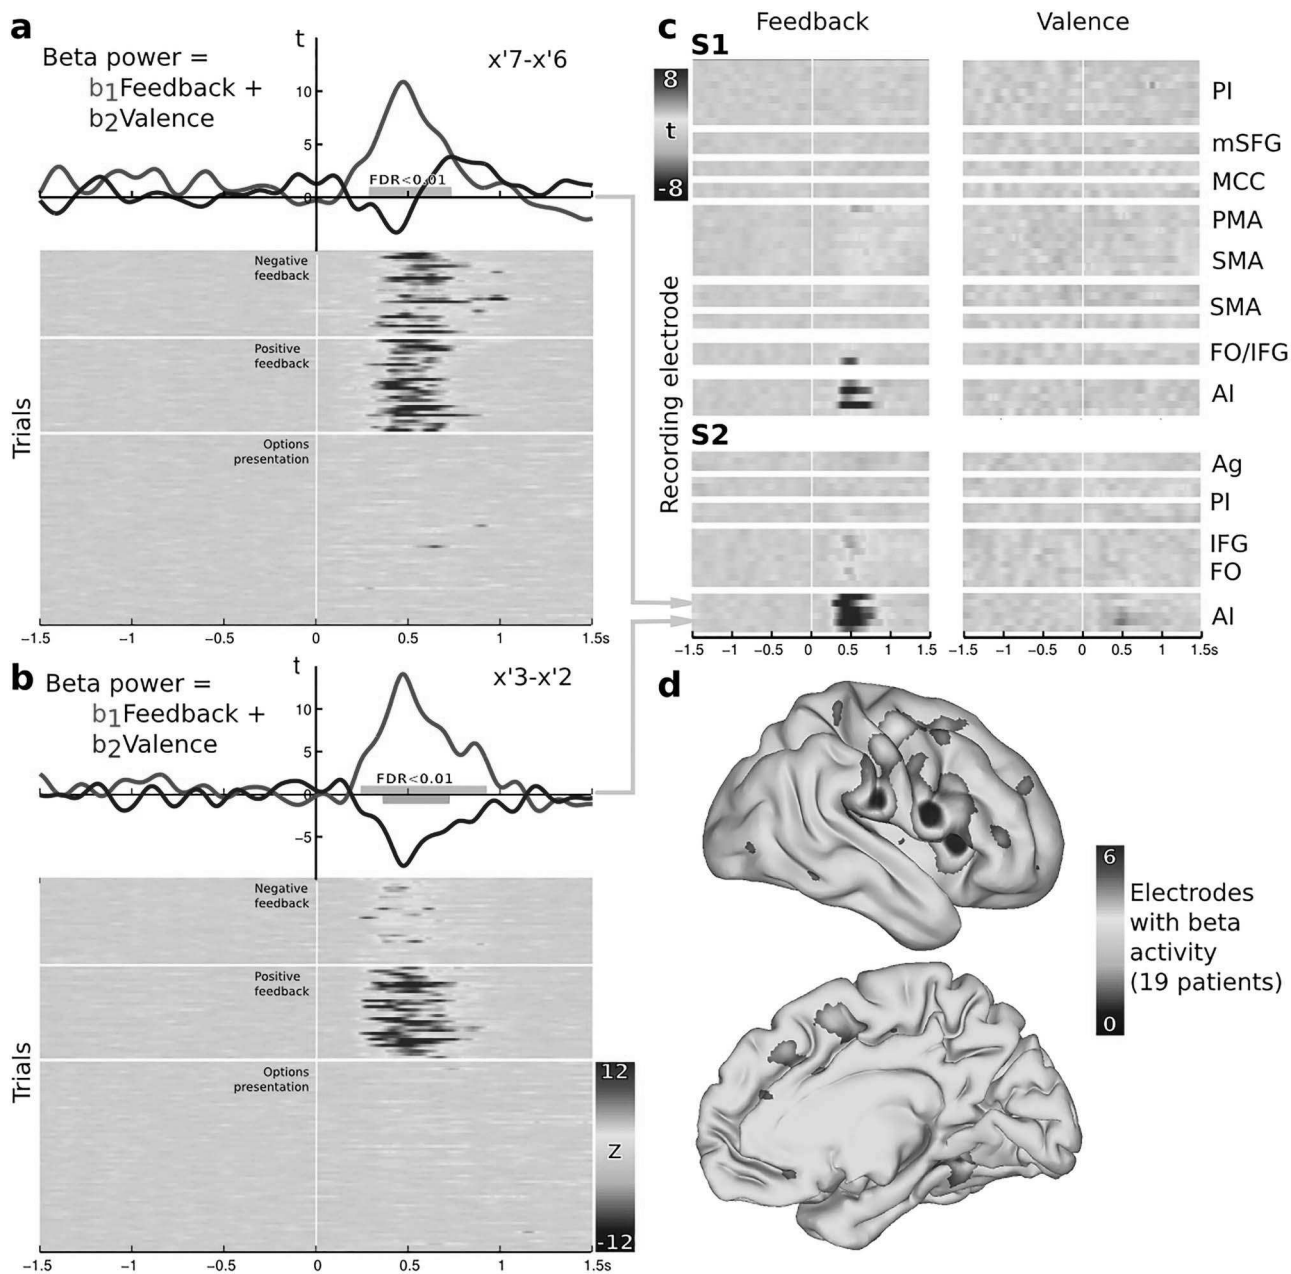 a
Beta power =
b1Feedback +
b2Valence
t
x'7-x'6
10
5
0
FDR<0.01
Negative
feedback
Positive
feedback
Options
presentation
Trials
−1.5 −1 −0.5 0 0.5 1 1.5s
b
Beta power =
b1Feedback +
b2Valence
t
x'3-x'2
10
5
0
−5
FDR<0.01
Negative
feedback
Positive
feedback
Options
presentation
Trials
12
Z
-12
−1.5 −1 −0.5 0 0.5 1 1.5s
c
Feedback Valence
S1
8
t
-8
PI
mSFG
MCC
PMA
SMA
SMA
FO/IFG
AI
Recording electrode
S2
Ag
PI
IFG
FO
AI
−1.5 −1 −0.5 0 0.5 1 1.5 −1.5 −1 −0.5 0 0.5 1 1.5s
d
6
0
Electrodes
with beta
activity
(19 patients)